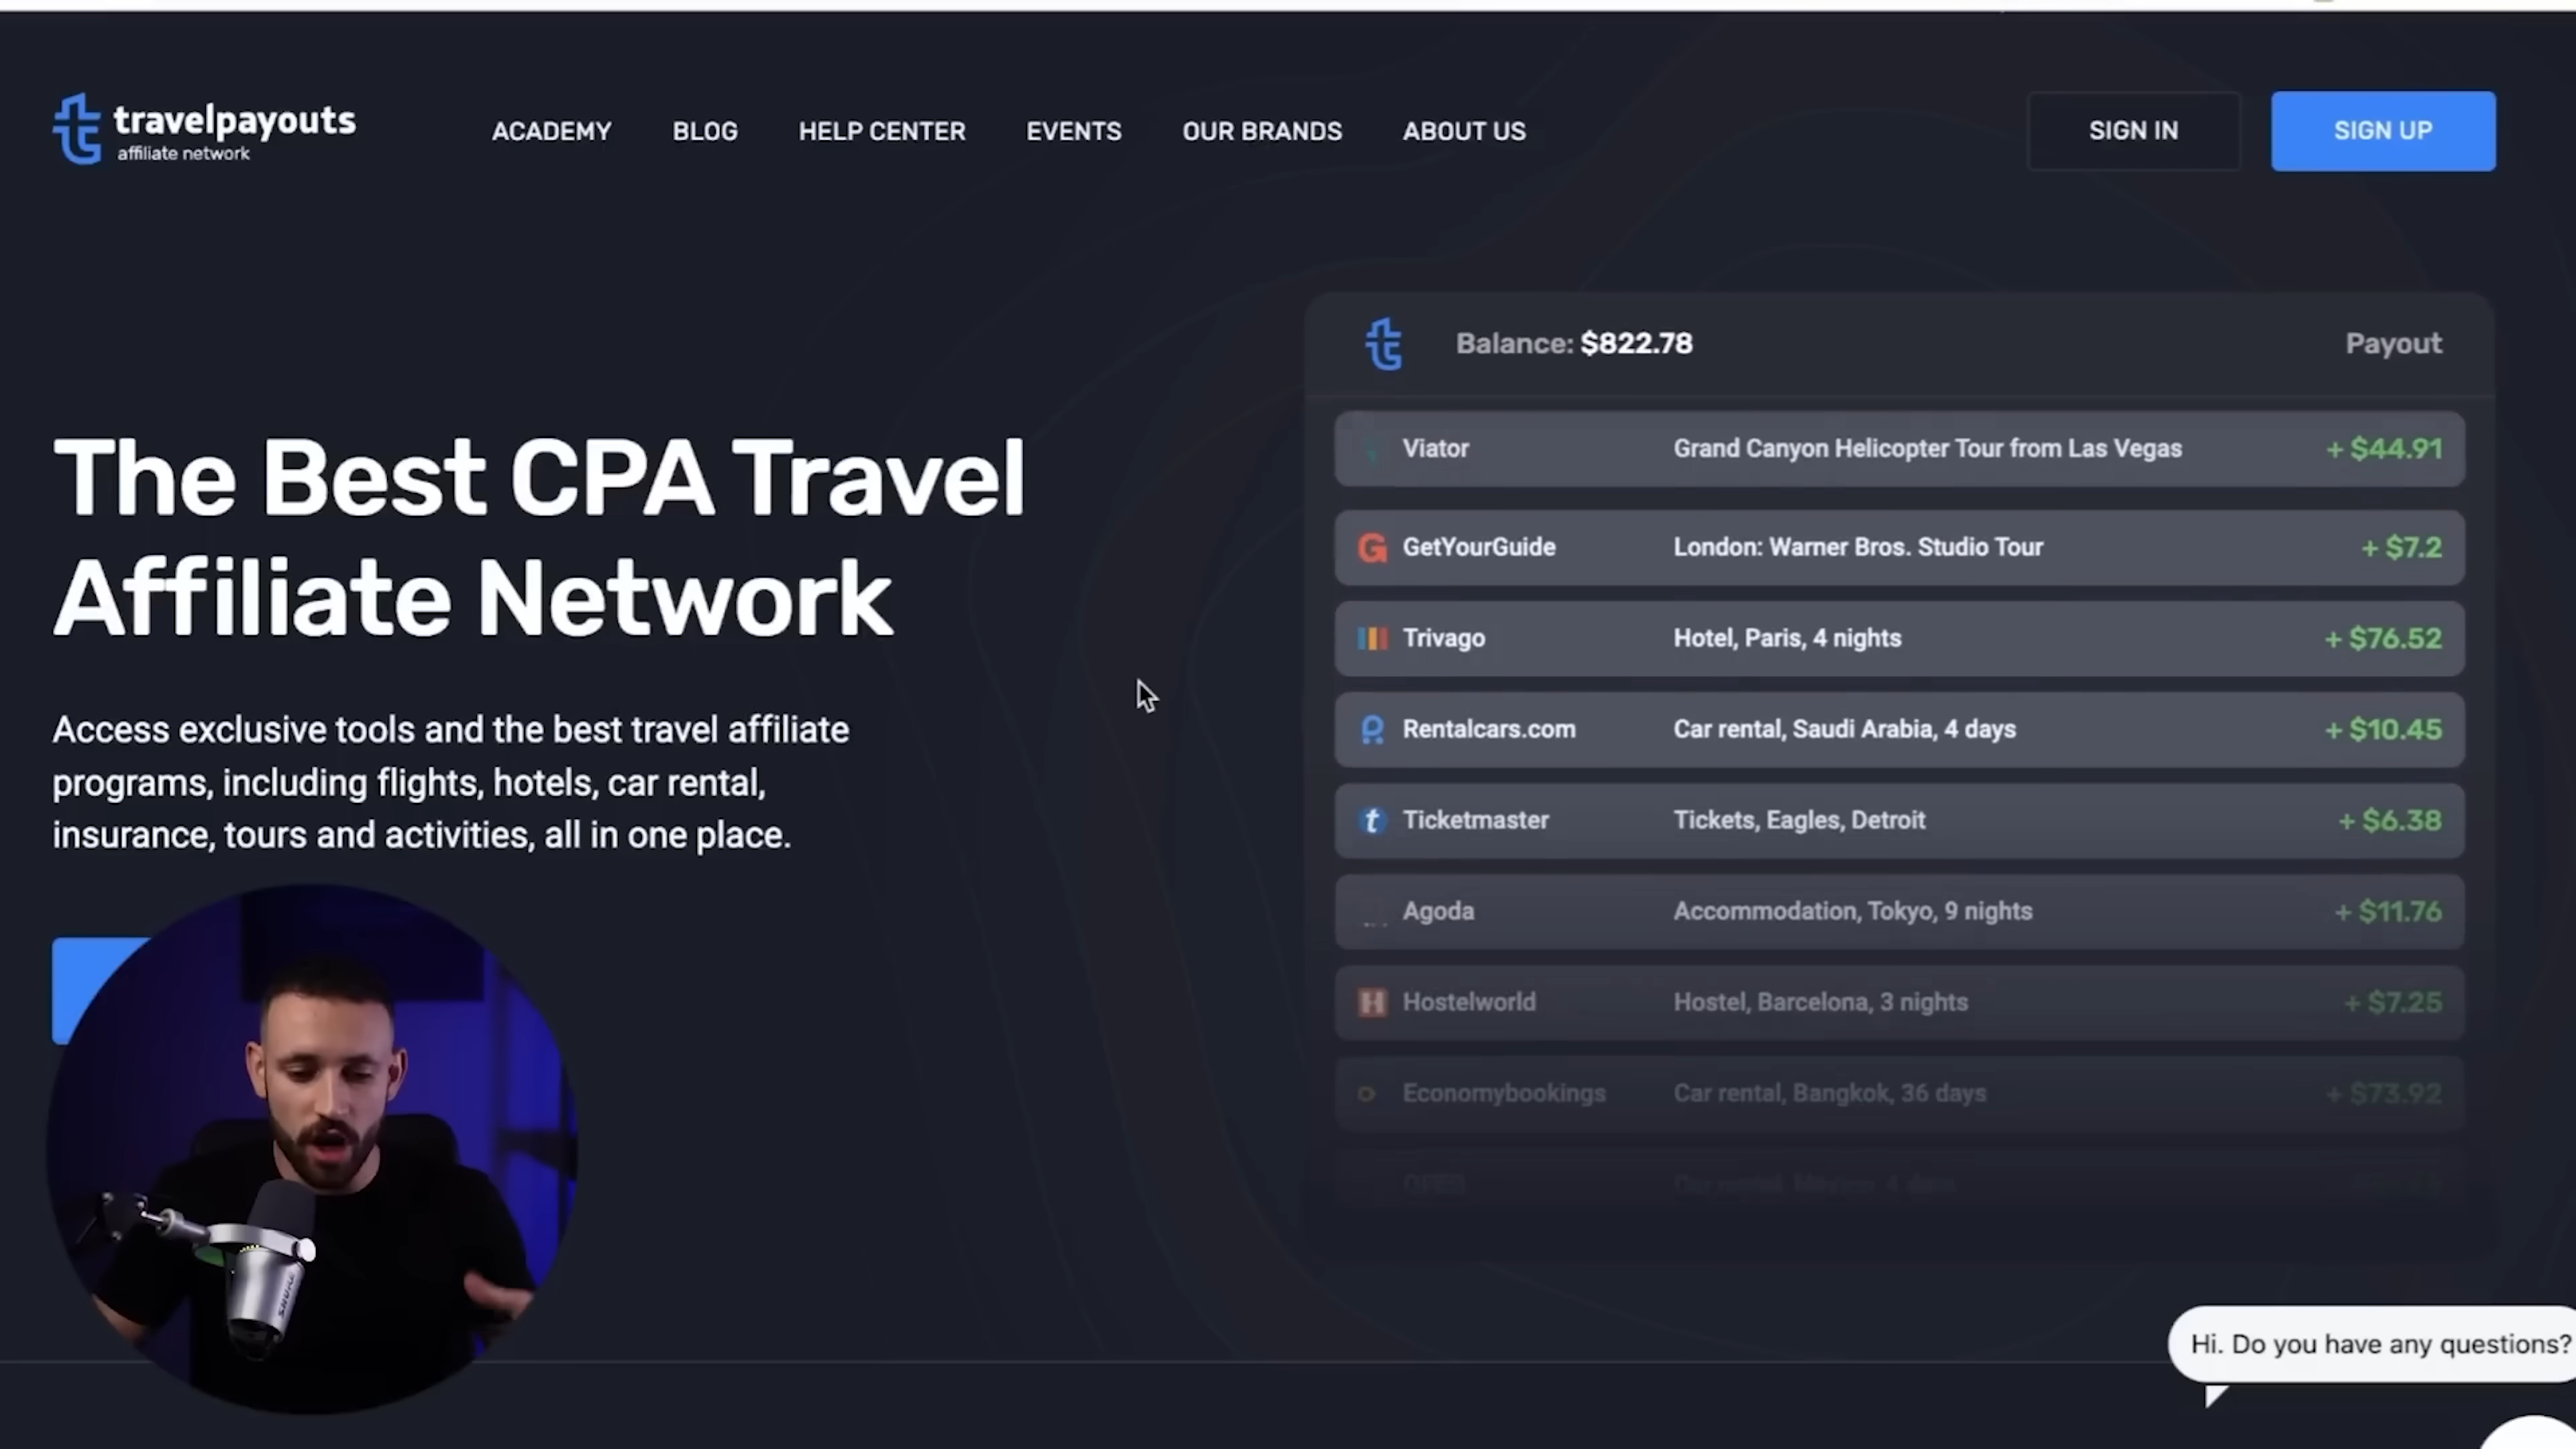 travelpayouts
affiliate network
ACADEMY
BLOG
HELP CENTER
EVENTS
OUR BRANDS
ABOUT US
SIGN IN
SIGN UP
The Best CPA Travel
Affiliate Network
Access exclusive tools and the best travel affiliate
programs, including flights, hotels, car rental,
insurance, tours and activities, all in one place.
Balance: $822.78
Payout
Viator Grand Canyon Helicopter Tour from Las Vegas + $44.91
GetYourGuide London: Warner Bros. Studio Tour + $7.2
Trivago Hotel, Paris, 4 nights + $76.52
Rentalcars.com Car rental, Saudi Arabia, 4 days + $10.45
Ticketmaster Tickets, Eagles, Detroit + $6.38
Agoda Accommodation, Tokyo, 9 nights + $11.76
Hostelworld Hostel, Barcelona, 3 nights + $7.25
Economybookings Car rental, Bangkok, 36 days + $73.92
SHURE
Hi. Do you have any questions?